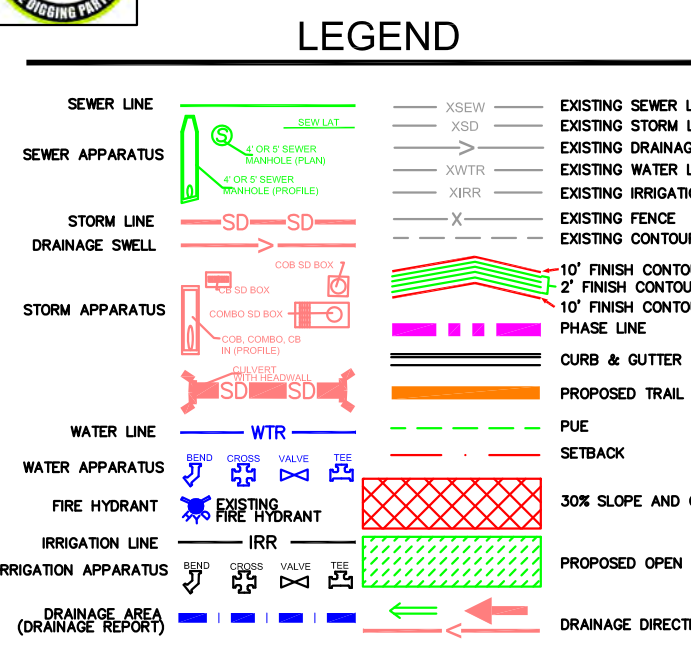 DIGGING PART
LEGEND
SEWER LINE
SEW LAT
S
4' OR 5' SEWER
MANHOLE (PLAN)
SEWER APPARATUS
4' OR 5' SEWER
MANHOLE (PROFILE)
STORM LINE
SD SD
DRAINAGE SWELL
COB SD BOX
CB SD BOX
STORM APPARATUS
COMBO SD BOX
COB, COMBO, CB
IN (PROFILE)
CULVERT
WITH HEADWALL
SD SD
WATER LINE
WTR
WATER APPARATUS
BEND CROSS VALVE TEE
FIRE HYDRANT
EXISTING
FIRE HYDRANT
IRRIGATION LINE
IRR
RRIGATION APPARATUS
BEND CROSS VALVE TEE
DRAINAGE AREA
(DRAINAGE REPORT)
XSEW EXISTING SEWER L
XSD EXISTING STORM L
EXISTING DRAINAG
XWTR EXISTING WATER L
XIRR EXISTING IRRIGATIO
X EXISTING FENCE
EXISTING CONTOUR
10' FINISH CONTOU
2' FINISH CONTOUR
10' FINISH CONTO
PHASE LINE
CURB & GUTTER
PROPOSED TRAIL
PUE
SETBACK
30% SLOPE AND
PROPOSED OPEN
DRAINAGE DIRECTI